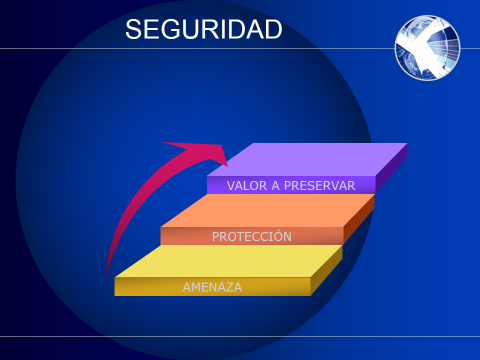 SEGURIDAD
VALOR A PRESERVAR
PROTECCIÓN
AMENAZA